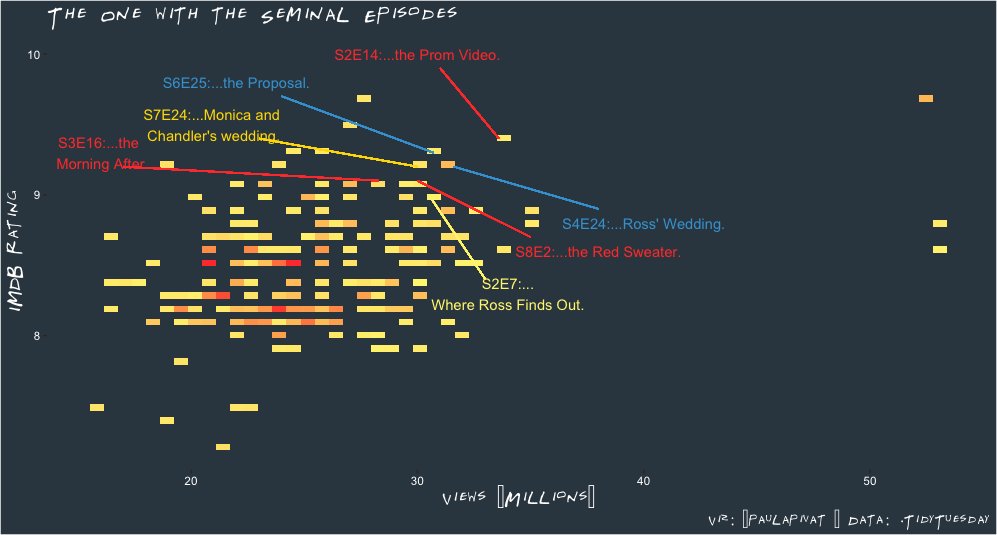 THE ONE WITH THE SEMINAL EPISODES
10
S2E14:...the Prom Video.
S6E25:...the Proposal.
S7E24:...Monica and
Chandler's wedding.
S3E16:...the
Morning After.
9
IMDB RATING
S4E24:...Ross' Wedding.
S8E2:...the Red Sweater.
S2E7:...
Where Ross Finds Out.
8
20
30
40
50
VIEWS ▯MILLIONS▯
VIZ: ▯PAULAPIVAT ▯ DATA: .TIDYTUESDAY